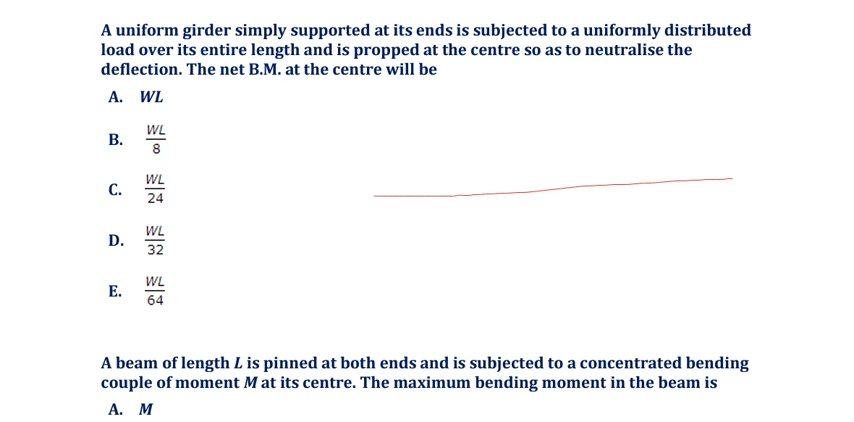 A uniform girder simply supported at its ends is subjected to a uniformly distributed
load over its entire length and is propped at the centre so as to neutralise the
deflection. The net B.M. at the centre will be
A. WL
B. WL/8
C. WL/24
D. WL/32
E. WL/64
A beam of length L is pinned at both ends and is subjected to a concentrated bending
couple of moment M at its centre. The maximum bending moment in the beam is
A. M